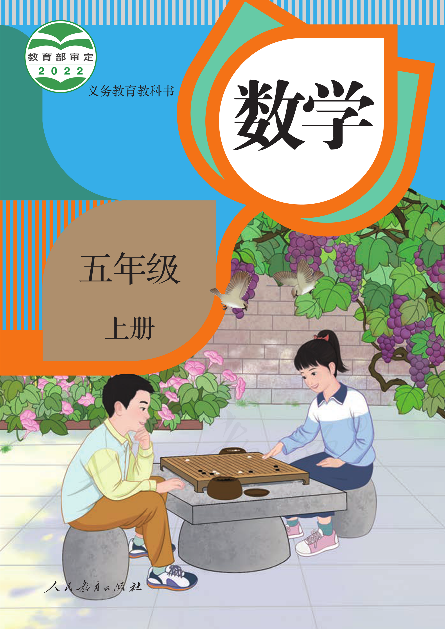 教育部审定
2022
义务教育教科书
数学
五年级
上册
人民教育出版社